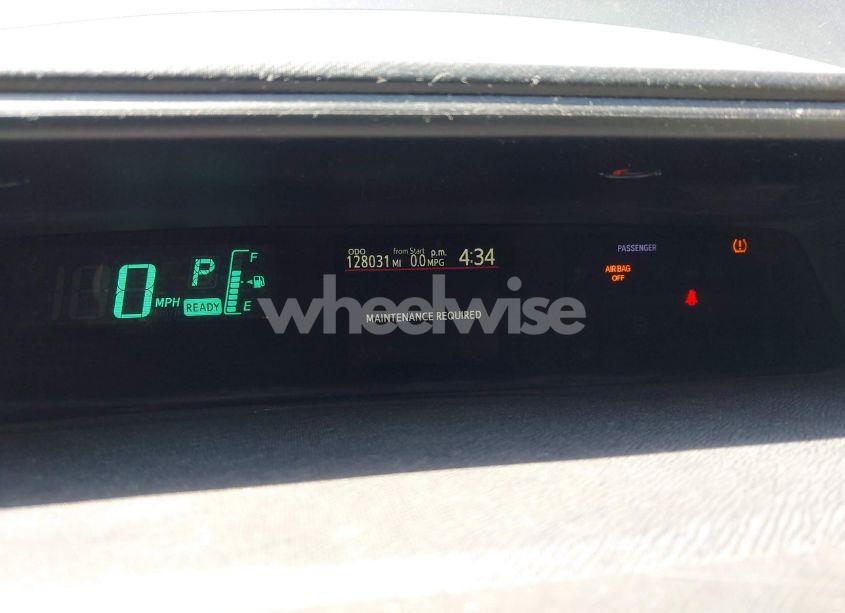 ODO from Start p.m.
128031 MI 0.0 MPG 4:34
P
F
0 MPH READY
E
MAINTENANCE REQUIRED
PASSENGER
AIR BAG
OFF
wheelwise